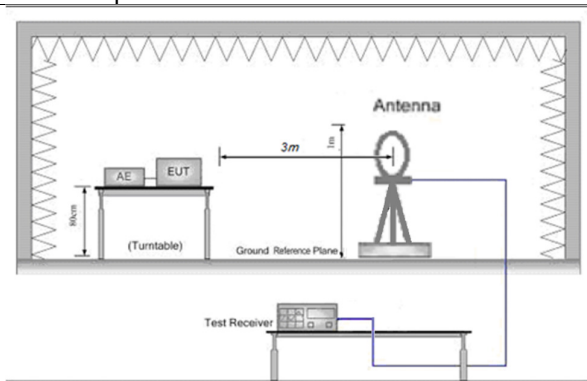 Antenna
3m
1m
AE
EUT
80cm
(Turntable)
Ground Reference Plane
Test Receiver